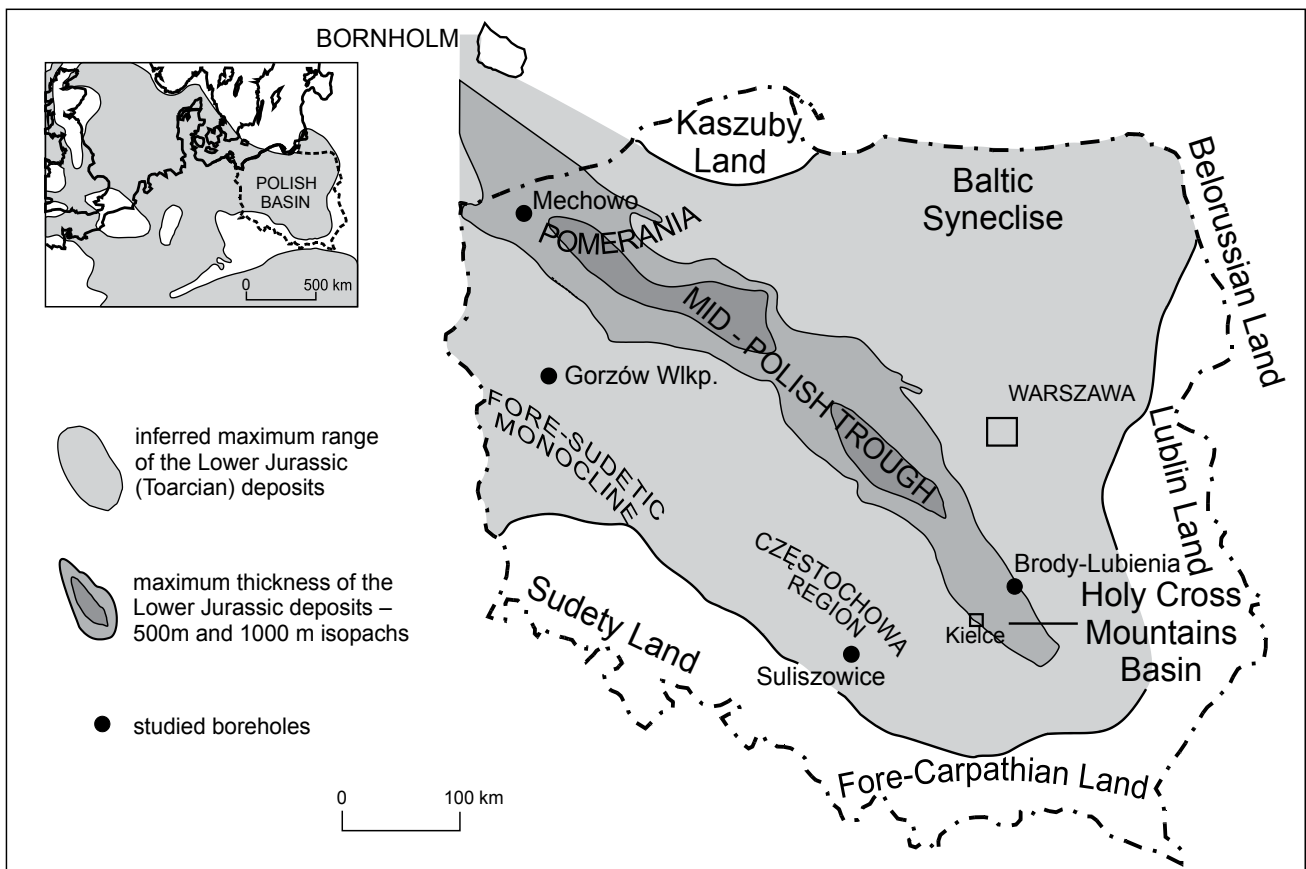 BORNHOLM
POLISH
BASIN
0 500 km
Kaszuby
Land
Baltic
Syneclise
Belorussian Land
Mechowo
POMERANIA
MID - POLISH TROUGH
Gorzów Wlkp.
FORE-SUDETIC
MONOCLINE
WARSZAWA
Lublin Land
inferred maximum range
of the Lower Jurassic
(Toarcian) deposits
maximum thickness of the
Lower Jurassic deposits –
500m and 1000 m isopachs
studied boreholes
0 100 km
CZĘSTOCHOWA
REGION
Brody-Lubienia
Holy Cross
Mountains
Basin
Kielce
Suliszowice
Sudety Land
Fore-Carpathian Land